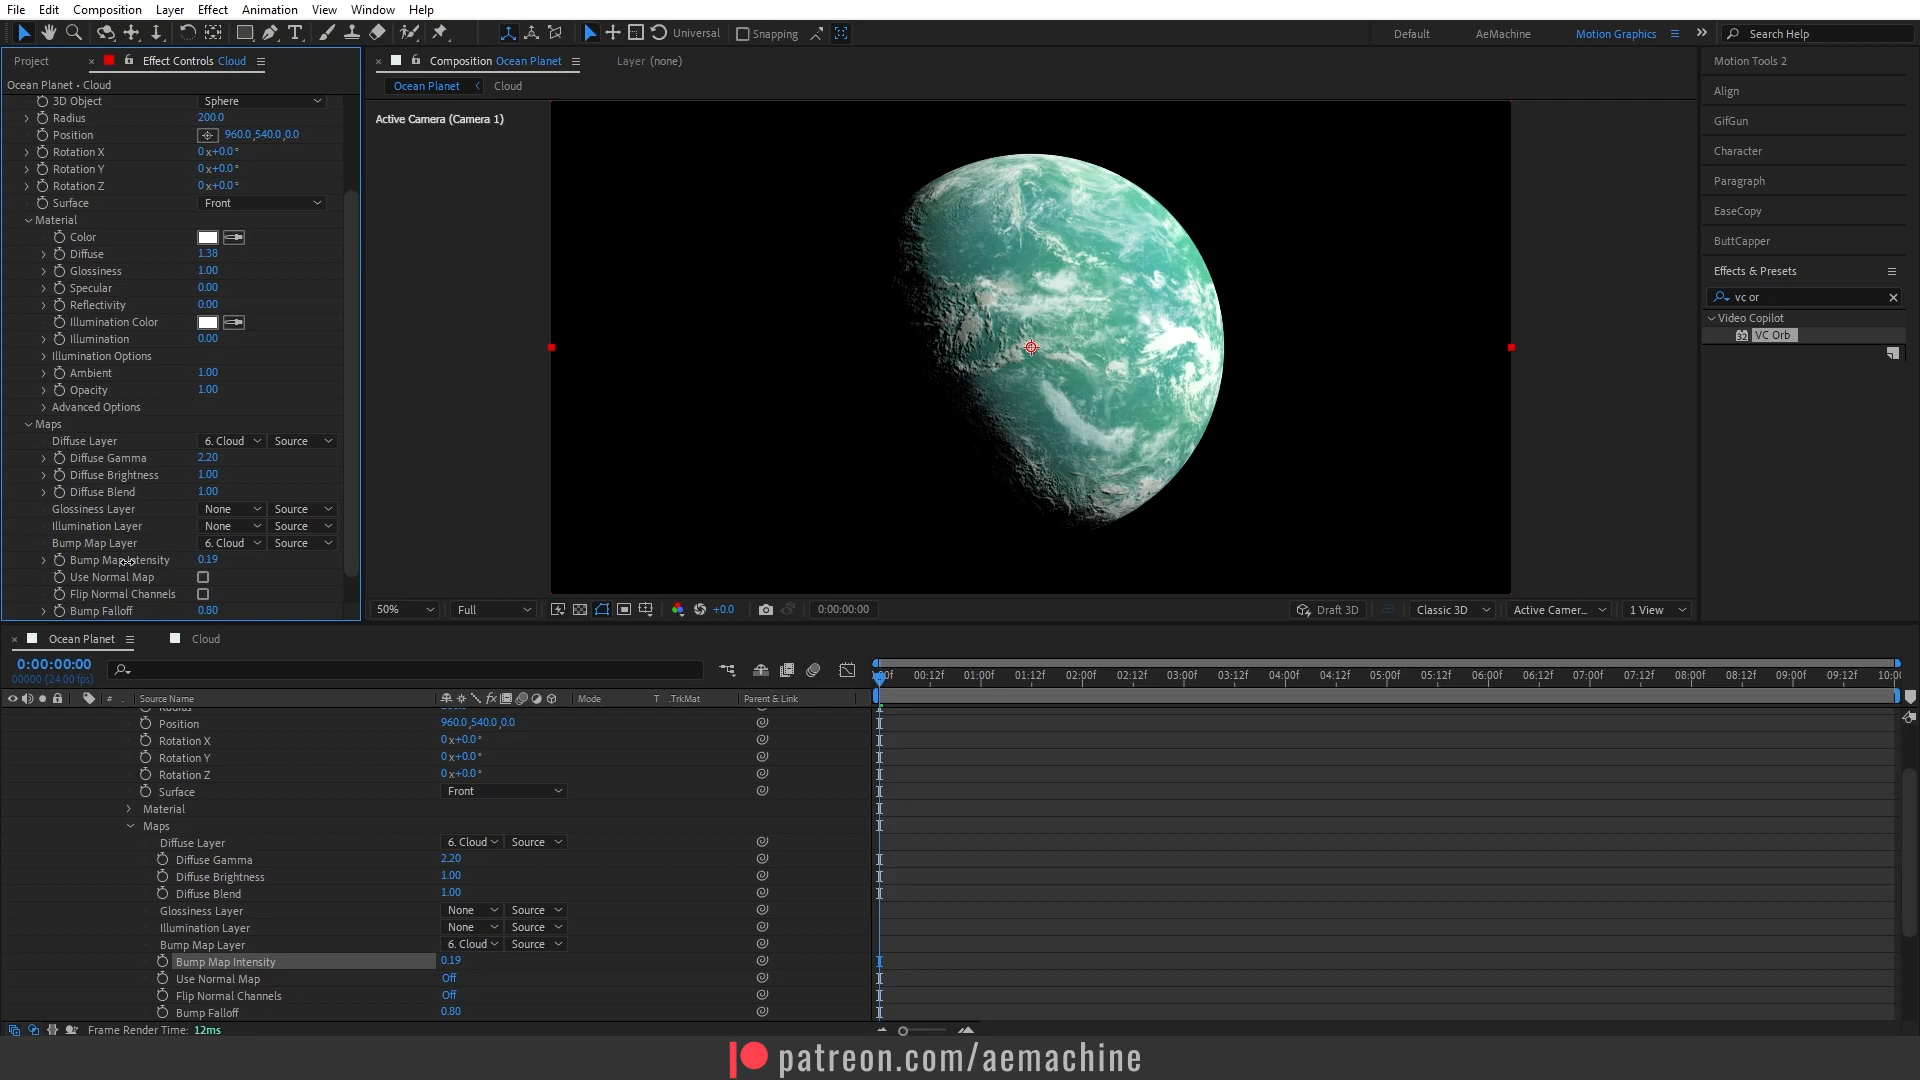 File Edit Composition Layer Effect Animation View Window Help
Universal Snapping Default AeMachine Motion Graphics Search Help
Project Effect Controls Cloud
Ocean Planet • Cloud
3D Object Sphere
Radius 200.0
Position 960.0,540.0,0.0
Rotation X 0x+0.0°
Rotation Y 0x+0.0°
Rotation Z 0x+0.0°
Surface Front
Material
Color
Diffuse 1.38
Glossiness 1.00
Specular 0.00
Reflectivity 0.00
Illumination Color
Illumination 0.00
Illumination Options
Ambient 1.00
Opacity 1.00
Advanced Options
Maps
Diffuse Layer 6. Cloud Source
Diffuse Gamma 2.20
Diffuse Brightness 1.00
Diffuse Blend 1.00
Glossiness Layer None Source
Illumination Layer None Source
Bump Map Layer 6. Cloud Source
Bump Map Intensity 0.19
Use Normal Map
Flip Normal Channels
Bump Falloff 0.80
Composition Ocean Planet Layer (none)
Ocean Planet Cloud
Active Camera (Camera 1)
50% Full +0.0 0:00:00:00 Draft 3D Classic 3D Active Camer... 1 View
Motion Tools 2
Align
GifGun
Character
Paragraph
EaseCopy
ButtCapper
Effects & Presets
vc or
Video Copilot
32 VC Orb
Ocean Planet Cloud
0:00:00:00
00000 (24.00 fps)
:00f 00:12f 01:00f 01:12f 02:00f 02:12f 03:00f 03:12f 04:00f 04:12f 05:00f 05:12f 06:00f 06:12f 07:00f 07:12f 08:00f 08:12f 09:00f 09:12f 10:00
# Source Name Mode T .TrkMat Parent & Link
Position 960.0,540.0,0.0
Rotation X 0x+0.0°
Rotation Y 0x+0.0°
Rotation Z 0x+0.0°
Surface Front
Material
Maps
Diffuse Layer 6. Cloud Source
Diffuse Gamma 2.20
Diffuse Brightness 1.00
Diffuse Blend 1.00
Glossiness Layer None Source
Illumination Layer None Source
Bump Map Layer 6. Cloud Source
Bump Map Intensity 0.19
Use Normal Map Off
Flip Normal Channels Off
Bump Falloff 0.80
Frame Render Time: 12ms
patreon.com/aemachine